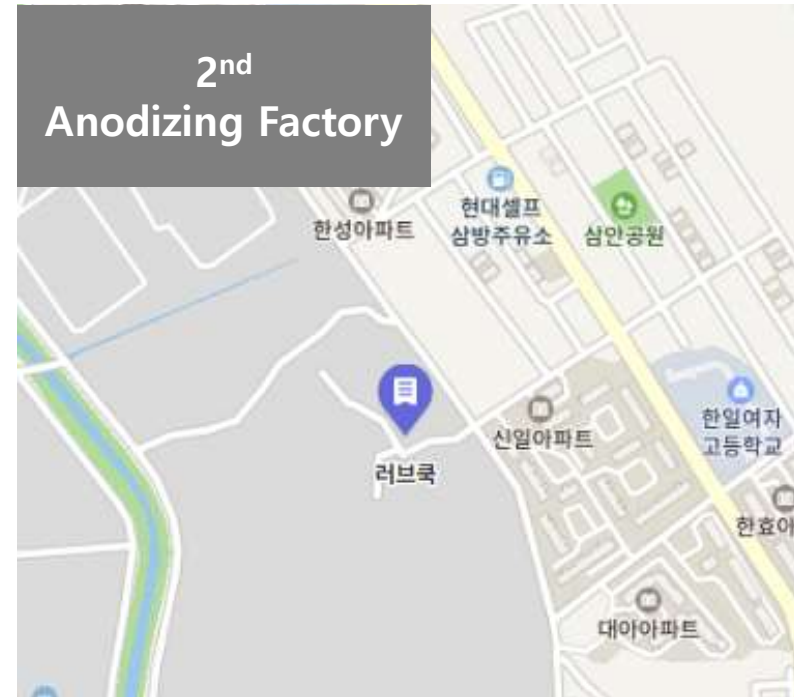 2nd
Anodizing Factory
한성아파트
현대셀프
삼방주유소
삼안공원
러브쿡
신일아파트
한일여자
고등학교
한효아
대아아파트